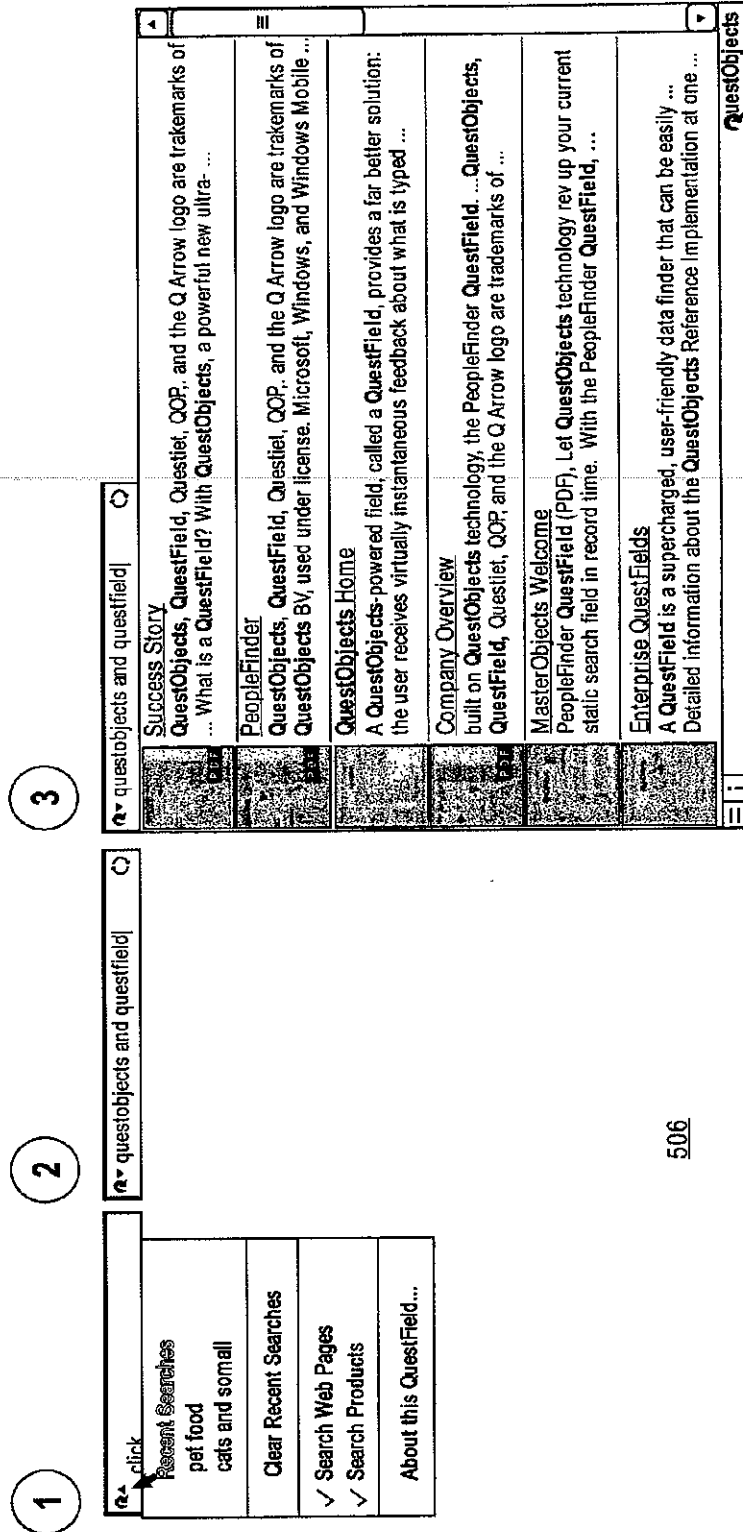 1
click
Recent Searches
pet food
cats and somall
Clear Recent Searches
✓ Search Web Pages
✓ Search Products
About this QuestField...
2
questobjects and questfield
506
3
questobjects and questfield
Success Story
QuestObjects, QuestField, Questlet, QOP, and the Q Arrow logo are trakemarks of
... What is a QuestField? With QuestObjects, a powerful new ultra- ...
PDF
PeopleFinder
QuestObjects, QuestField, Questlet, QOP, and the Q Arrow logo are trakemarks of
QuestObjects BV, used under license. Microsoft, Windows, and Windows Mobile ...
PDF
QuestObjects Home
A QuestObjects-powered field, called a QuestField, provides a far better solution:
the user receives virtually instantaneous feedback about what is typed ...
Company Overview
built on QuestObjects technology, the PeopleFinder QuestField. ...QuestObjects,
QuestField, Questlet, QOP, and the Q Arrow logo are trademarks of ...
PDF
MasterObjects Welcome
PeopleFinder QuestField (PDF), Let QuestObjects technology rev up your current
static search field in record time. With the PeopleFinder QuestField, ...
Enterprise QuestFields
A QuestField is a supercharged, user-friendly data finder that can be easily ...
Detailed information about the QuestObjects Reference Implementation at one ...
QuestObjects